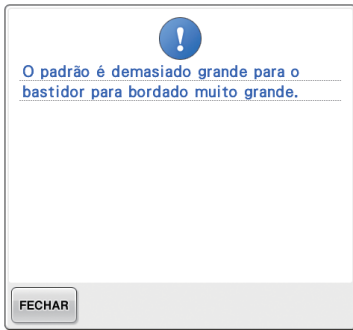 O padrão é demasiado grande para o
bastidor para bordado muito grande.
FECHAR